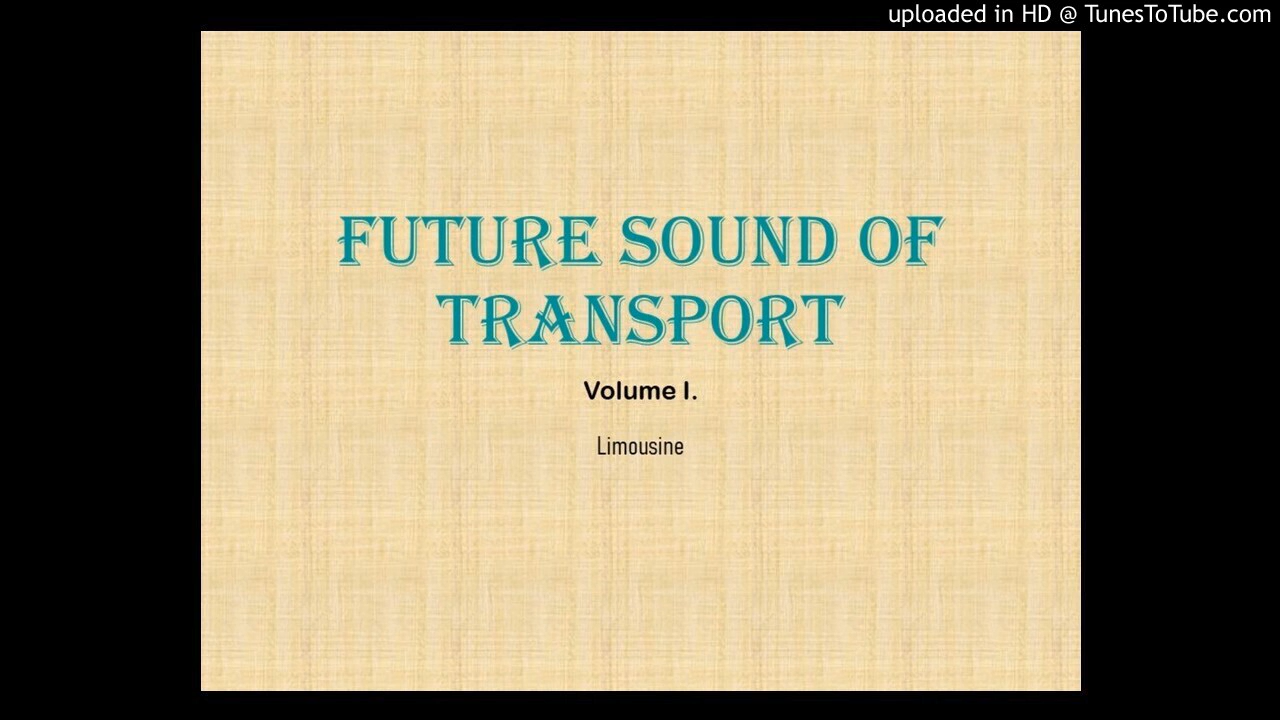 uploaded in HD @ TunesToTube.com
FUTURE SOUND OF
TRANSPORT
Volume I.
Limousine